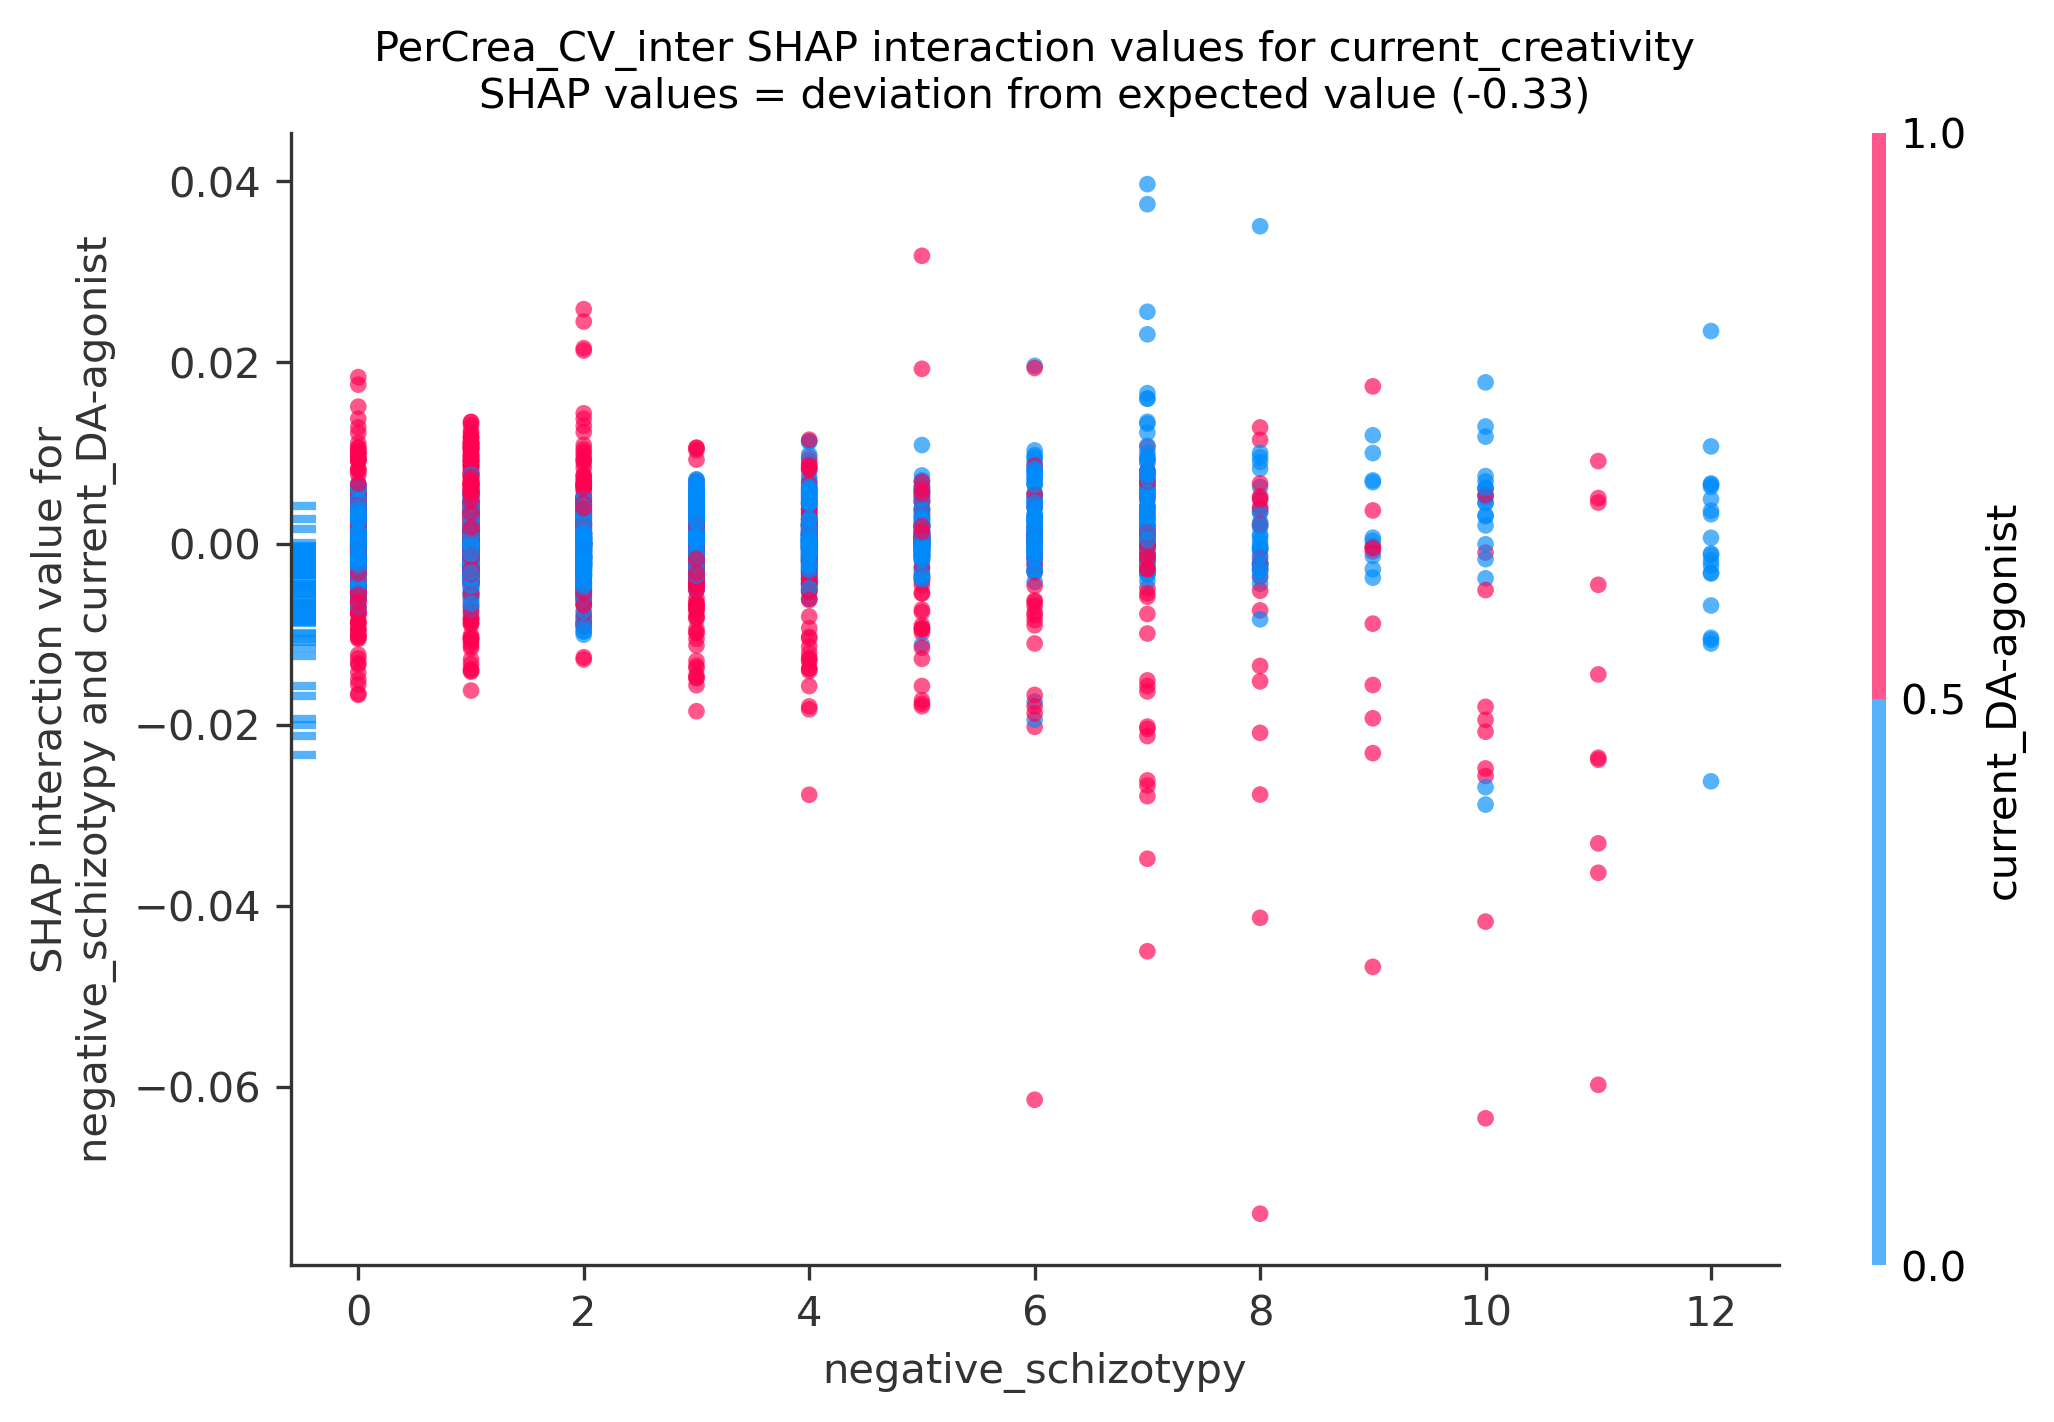 PerCrea_CV_inter SHAP interaction values for current_creativity
SHAP values = deviation from expected value (-0.33)
SHAP interaction value for
negative_schizotypy and current_DA-agonist
0.04
0.02
0.00
−0.02
−0.04
−0.06
0
2
4
6
8
10
12
negative_schizotypy
1.0
0.5
0.0
current_DA-agonist